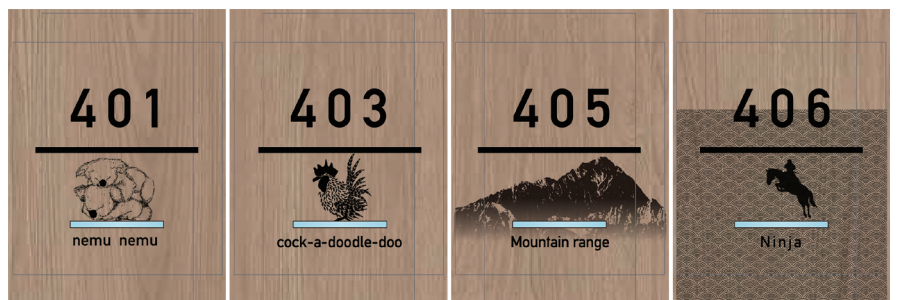 401
nemu nemu
403
cock-a-doodle-doo
405
Mountain range
406
Ninja